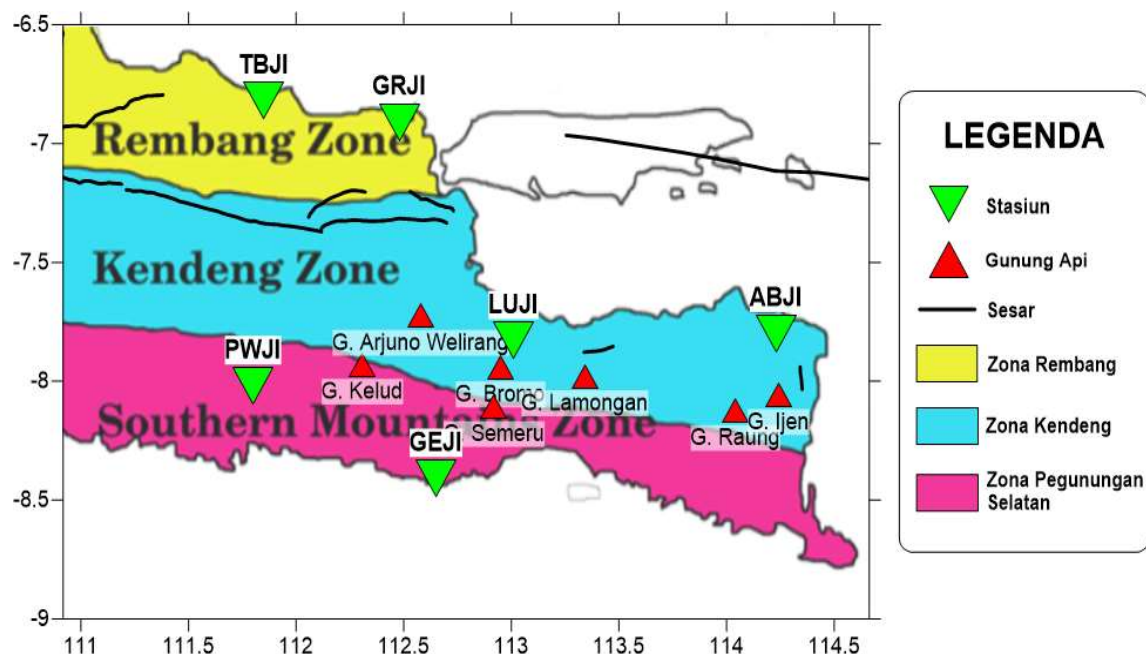 -6.5
-7
-7.5
-8
-8.5
-9
111
111.5
112
112.5
113
113.5
114
114.5
TBJI
GRJI
Rembang Zone
Kendeng Zone
LUJI
ABJI
G. Arjuno Welirang
PWJI
G. Kelud
G. Bromo
G. Lamongan
Southern Mountains Zone
G. Semeru
G. Raung
G. Ijen
GEJI
LEGENDA
Stasiun
Gunung Api
Sesar
Zona Rembang
Zona Kendeng
Zona Pegunungan
Selatan